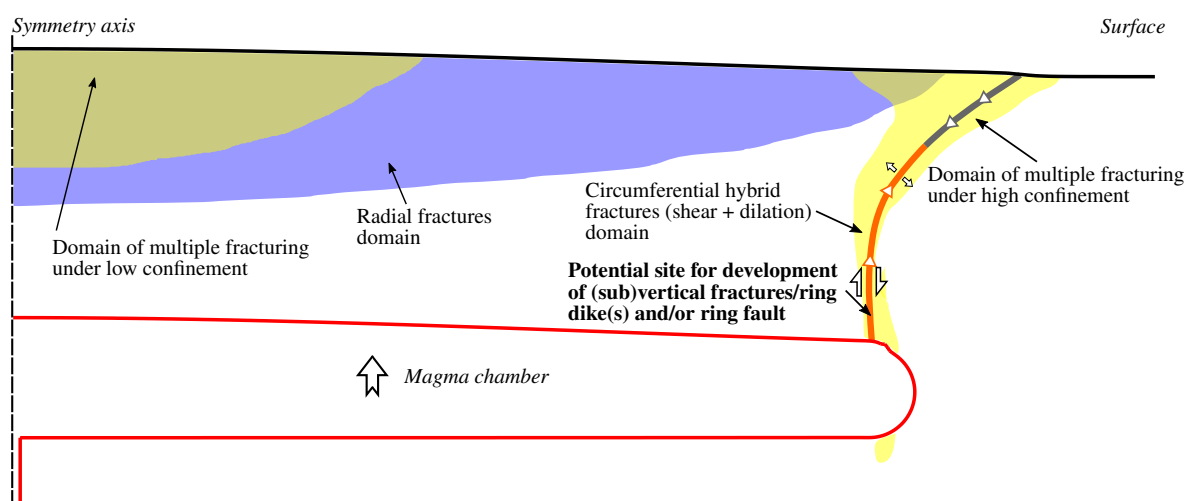 Symmetry axis
Surface
Domain of multiple fracturing
under high confinement
Circumferential hybrid
fractures (shear + dilation)
domain
Radial fractures
domain
Domain of multiple fracturing
under low confinement
Potential site for development
of (sub)vertical fractures/ring
dike(s) and/or ring fault
Magma chamber